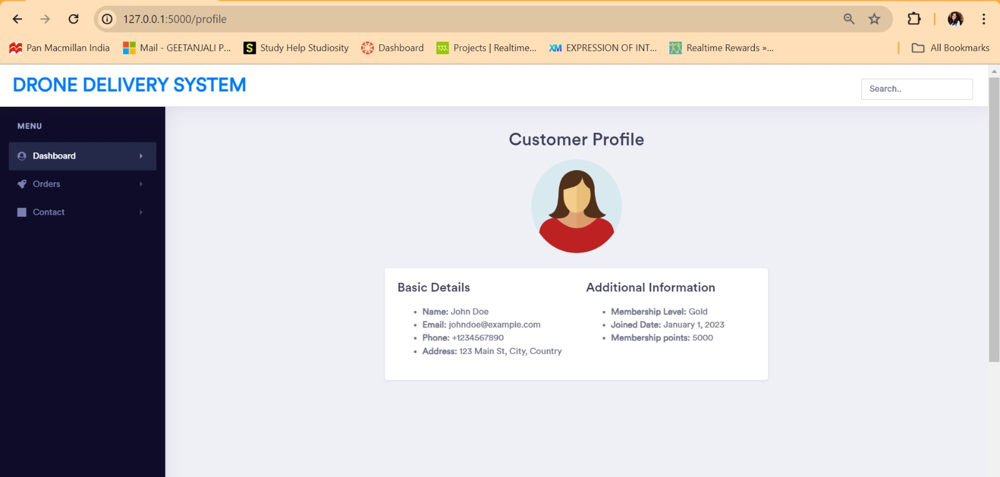 127.0.0.1:5000/profile
Pan Macmillan India Mail - GEETANJALI P... Study Help Studiosity Dashboard Projects | Realtime... XM EXPRESSION OF INT... Realtime Rewards »... All Bookmarks
DRONE DELIVERY SYSTEM
Search..
MENU
Dashboard
Orders
Contact
Customer Profile
Basic Details
• Name: John Doe
• Email: johndoe@example.com
• Phone: +1234567890
• Address: 123 Main St, City, Country
Additional Information
• Membership Level: Gold
• Joined Date: January 1, 2023
• Membership points: 5000